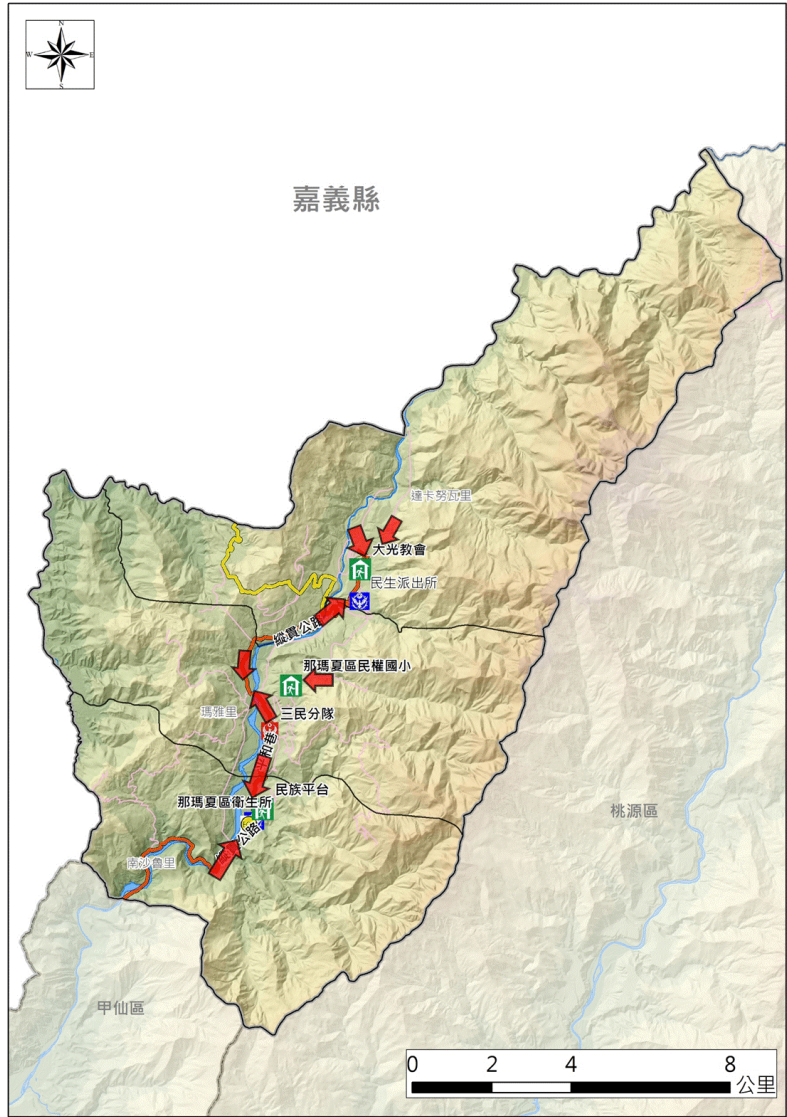 N
W
E
S
嘉義縣
達卡努瓦里
大光教會
民生派出所
縱貫公路
那瑪夏區民權國小
瑪雅里
三民分隊
平和巷
民族平台
那瑪夏區衛生所
公路
南沙魯里
桃源區
甲仙區
0 2 4 8
公里